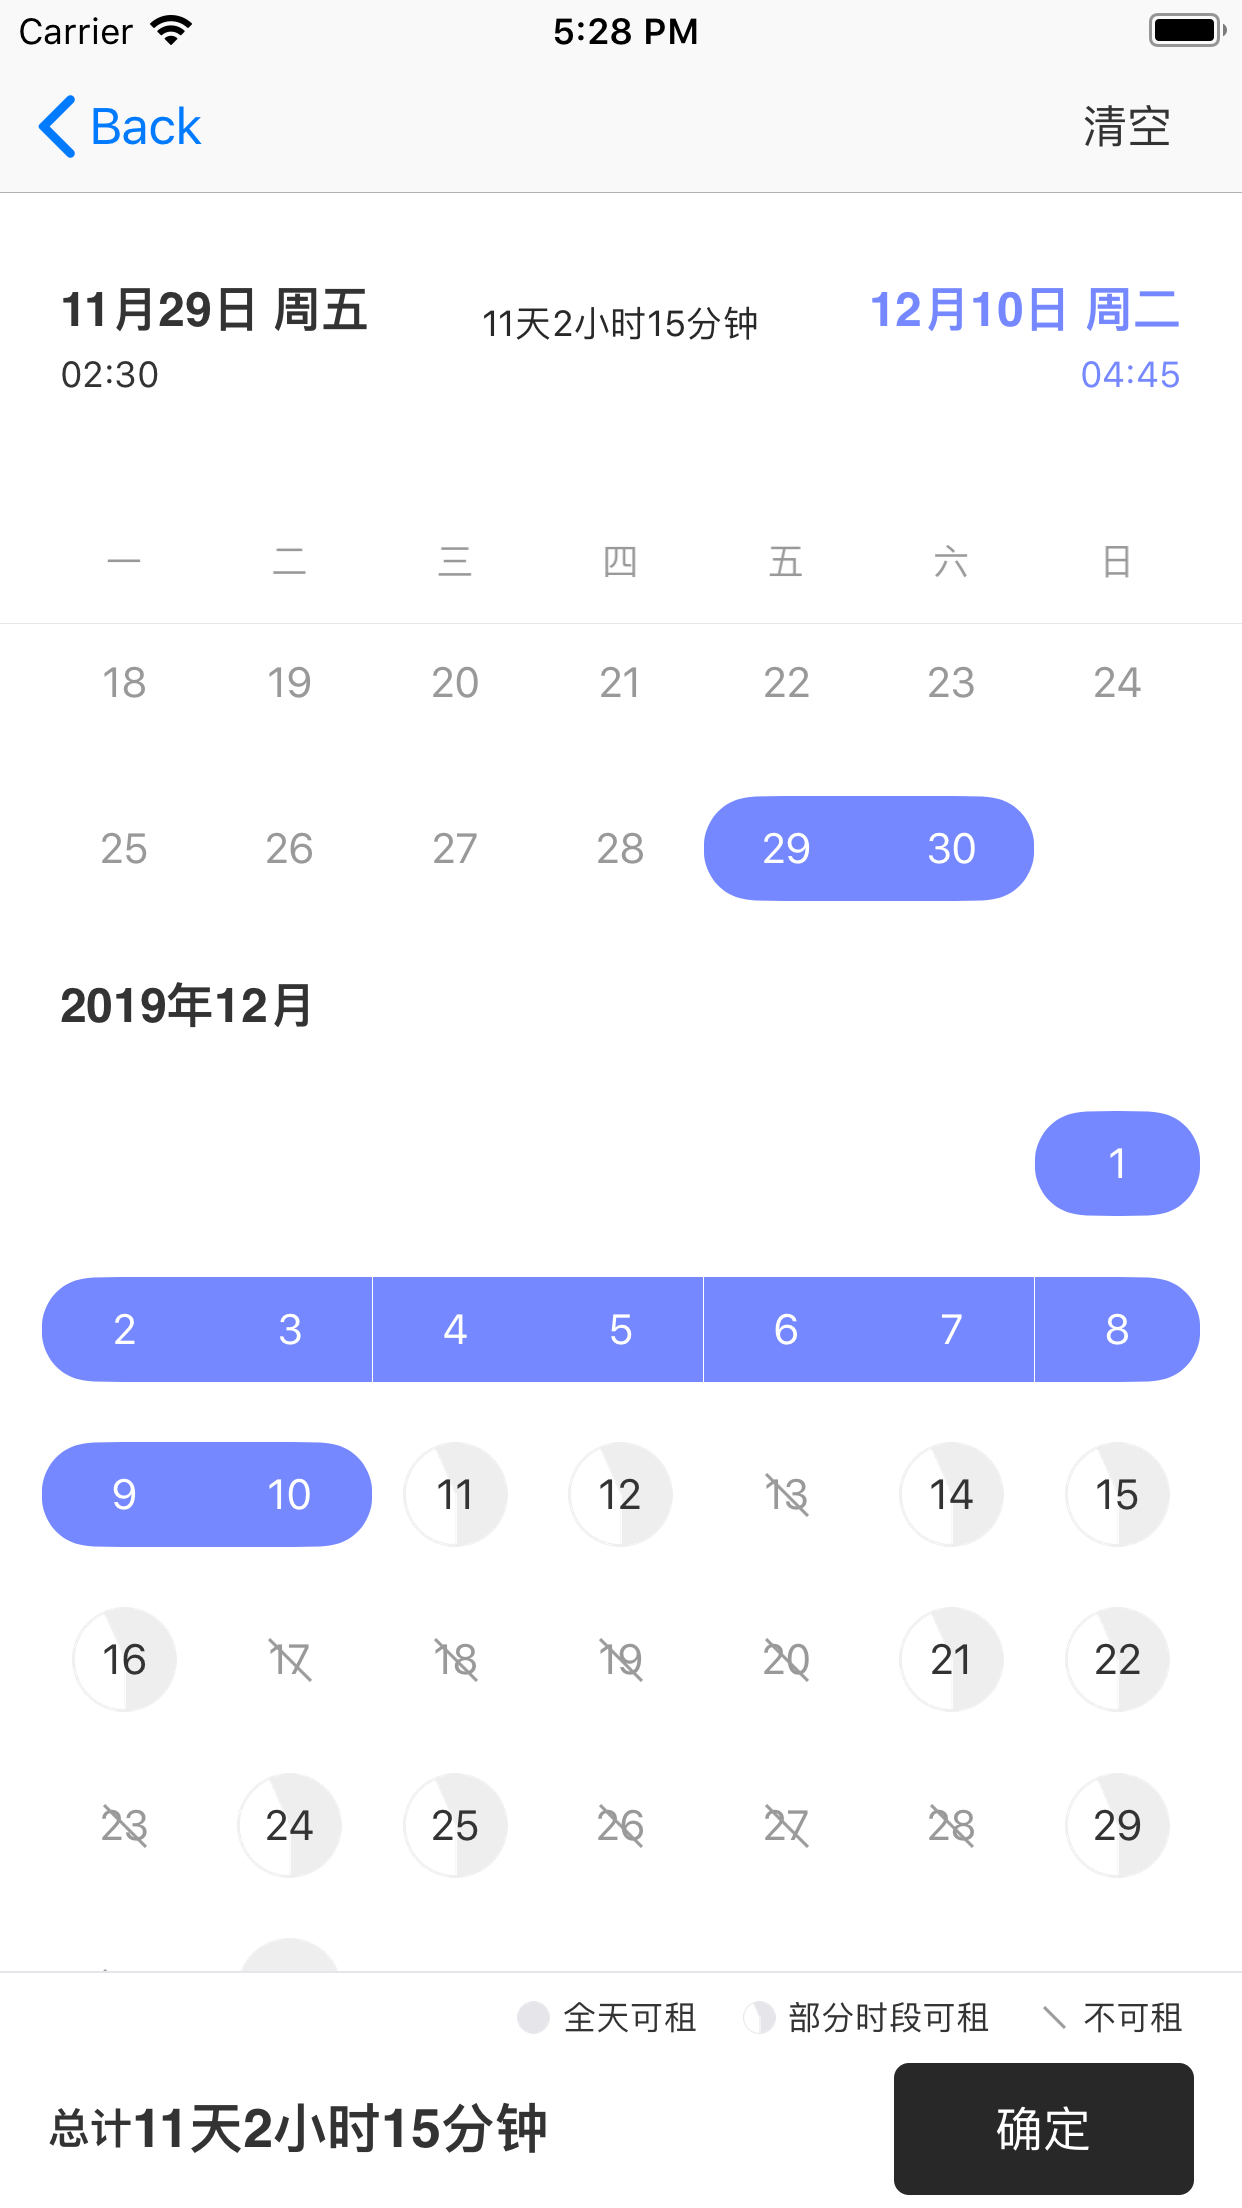 Carrier 5:28 PM
Back 清空
11月29日 周五 11天2小时15分钟 12月10日 周二
02:30 04:45
一 二 三 四 五 六 日
18 19 20 21 22 23 24
25 26 27 28 29 30
2019年12月
1
2 3 4 5 6 7 8
9 10 11 12 13 14 15
16 17 18 19 20 21 22
23 24 25 26 27 28 29
全天可租 部分时段可租 不可租
总计11天2小时15分钟 确定